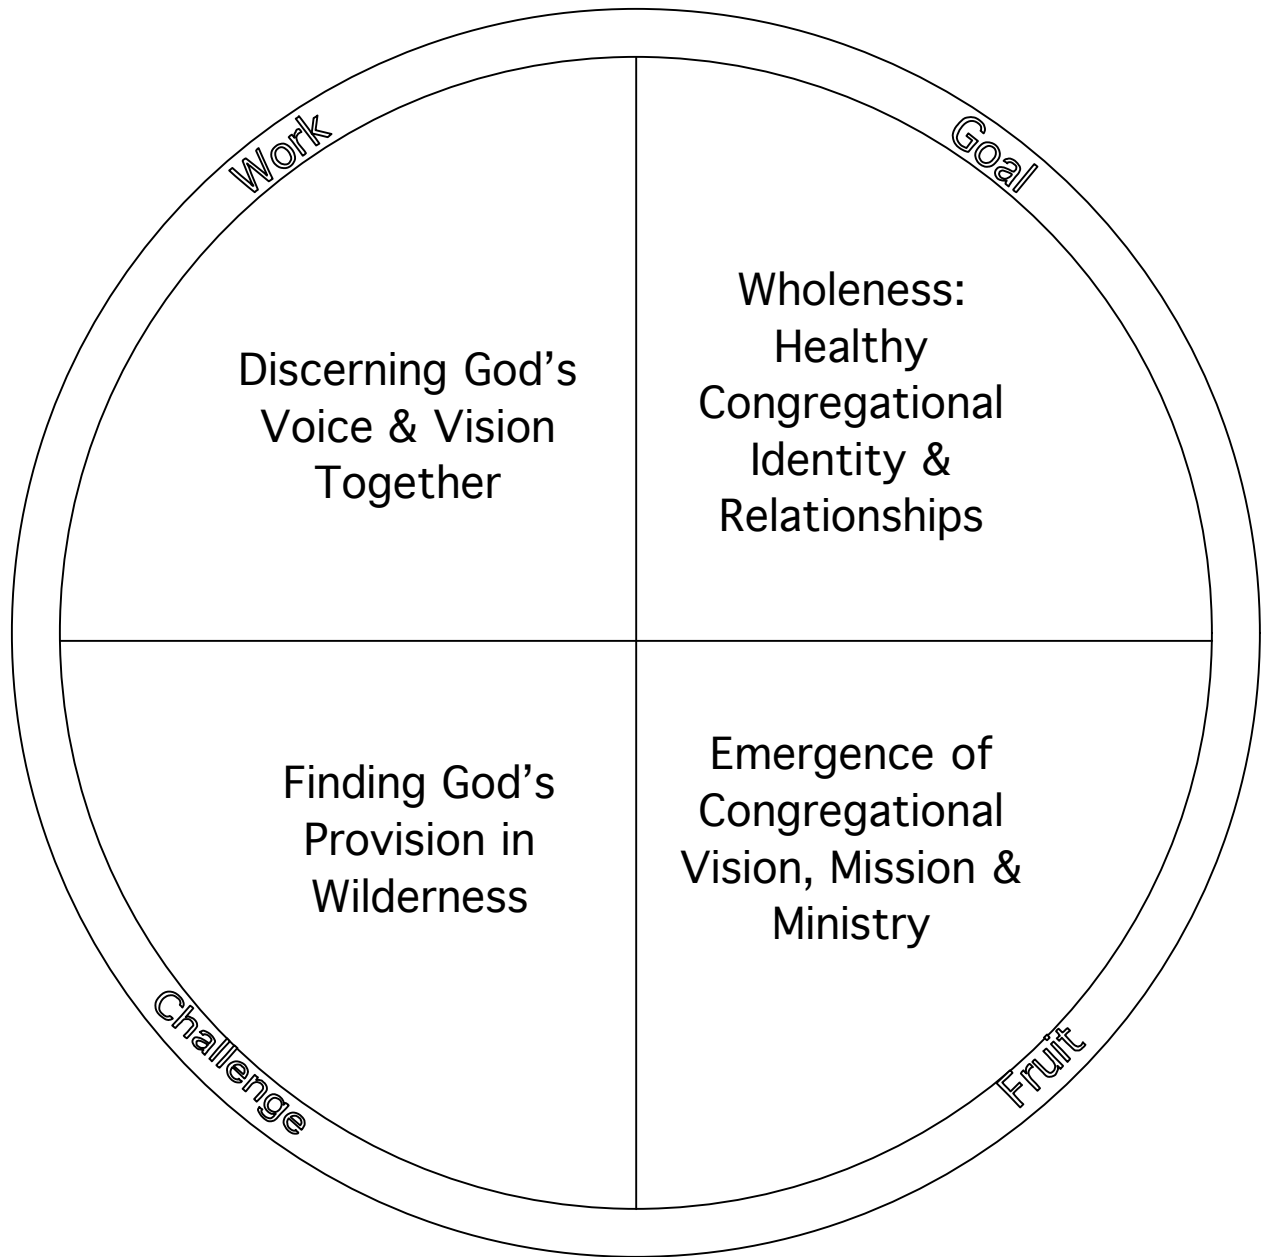 Work
Discerning God’s
Voice & Vision
Together
Goal
Wholeness:
Healthy
Congregational
Identity &
Relationships
Challenge
Finding God’s
Provision in
Wilderness
Fruit
Emergence of
Congregational
Vision, Mission &
Ministry